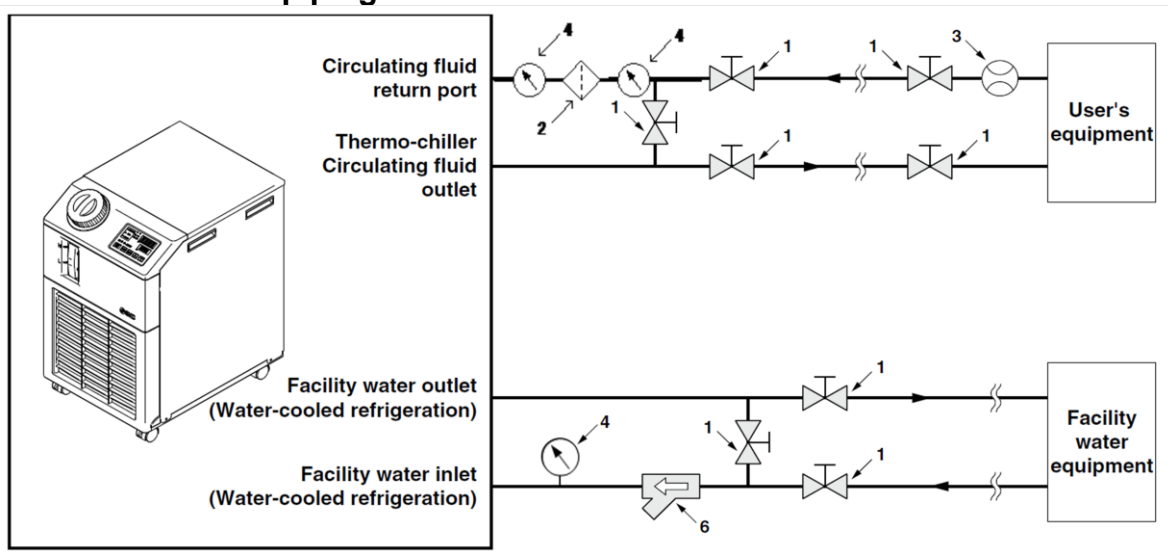 4
4
1
1
3
Circulating fluid
return port
2
1
User's
equipment
Thermo-chiller
Circulating fluid
outlet
1
1
SMC
Facility water outlet
(Water-cooled refrigeration)
1
4
1
Facility
water
equipment
Facility water inlet
(Water-cooled refrigeration)
1
6